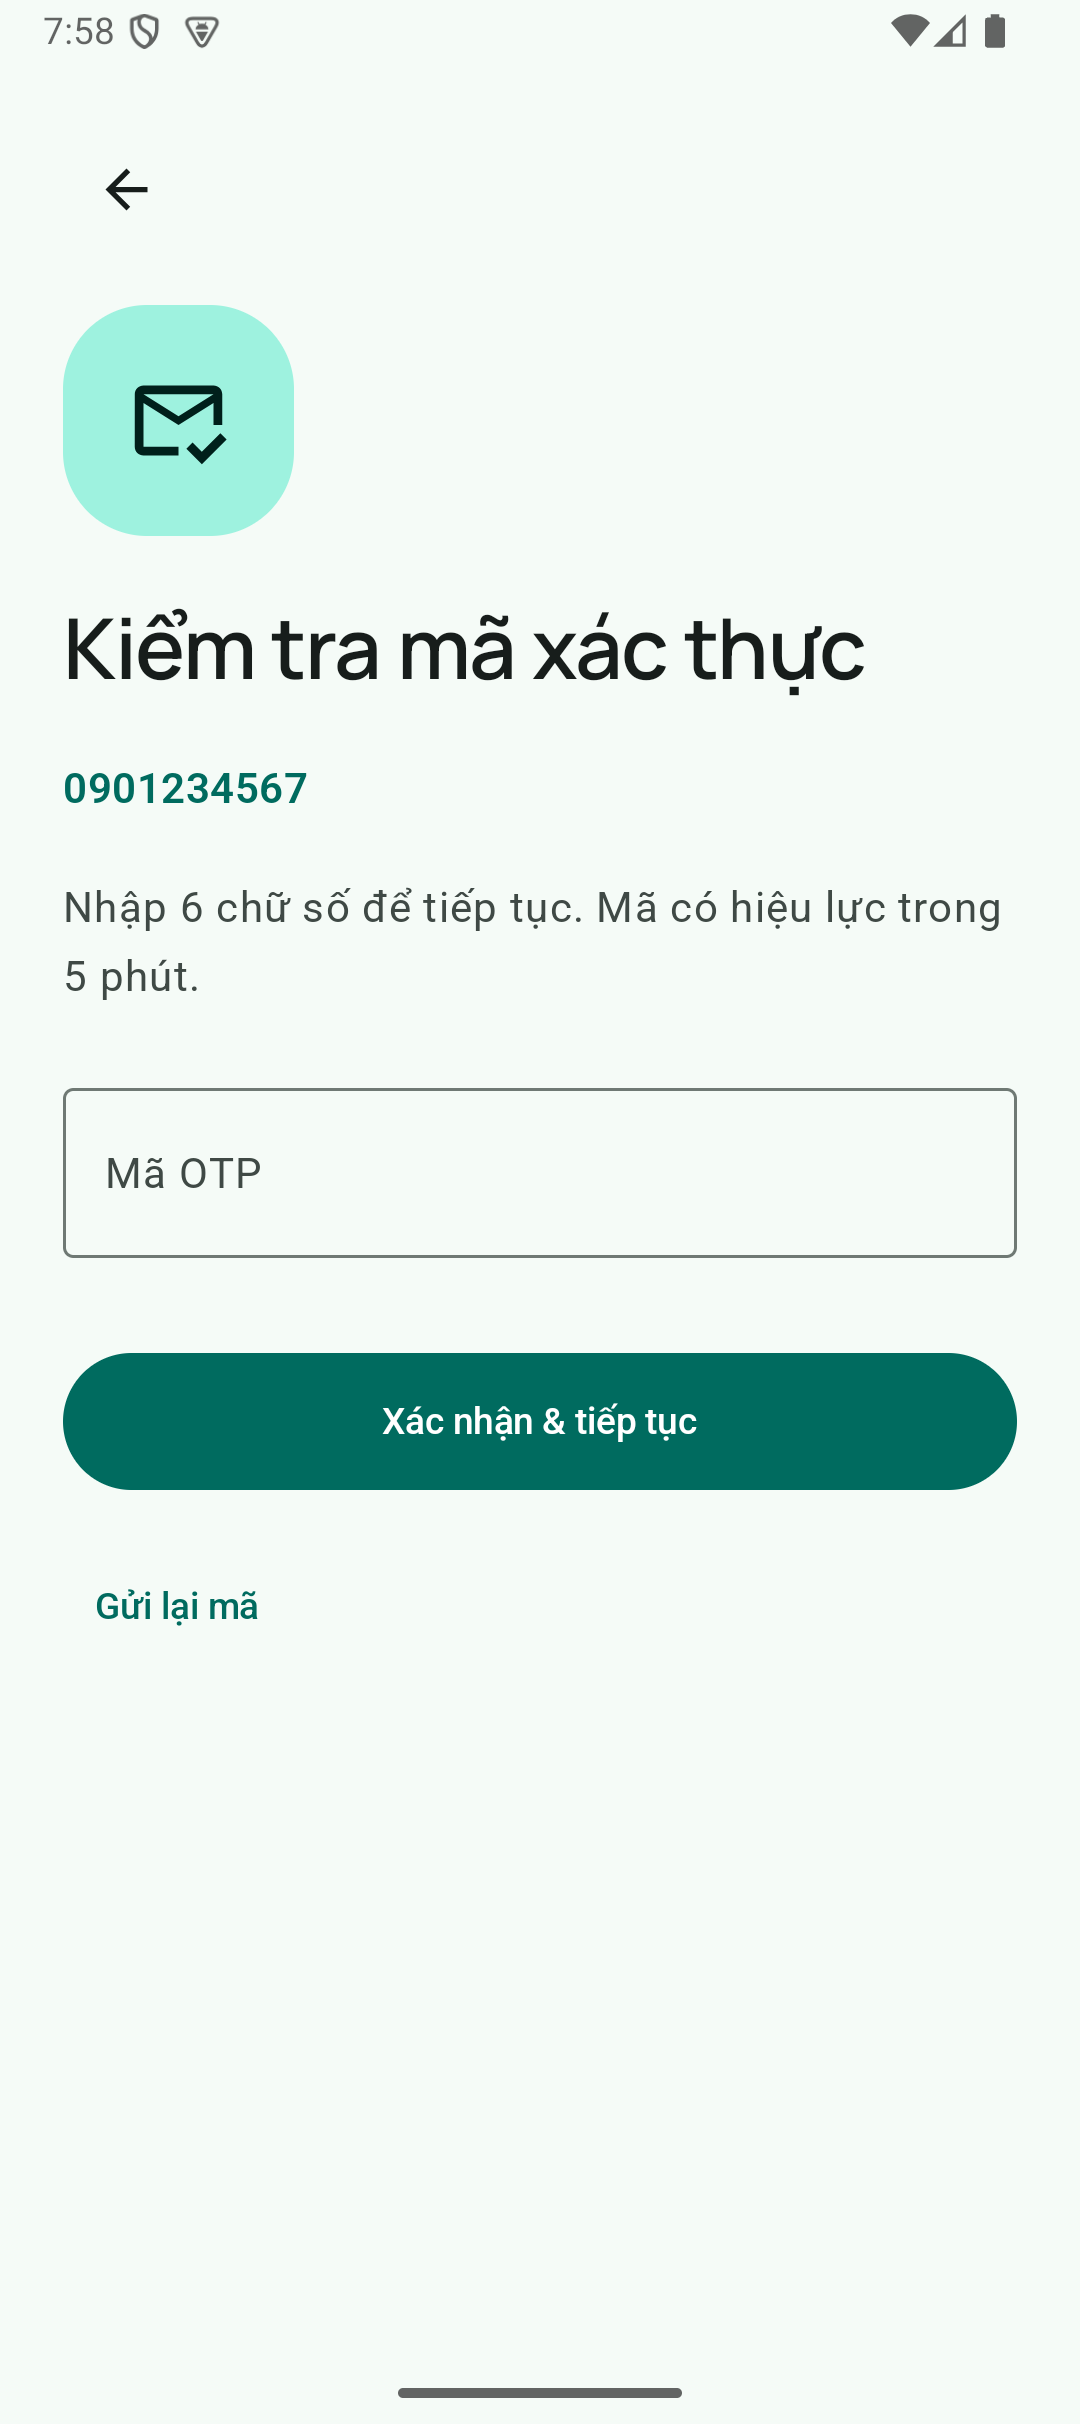 7:58
Kiểm tra mã xác thực
0901234567
Nhập 6 chữ số để tiếp tục. Mã có hiệu lực trong
5 phút.
Mã OTP
Xác nhận & tiếp tục
Gửi lại mã